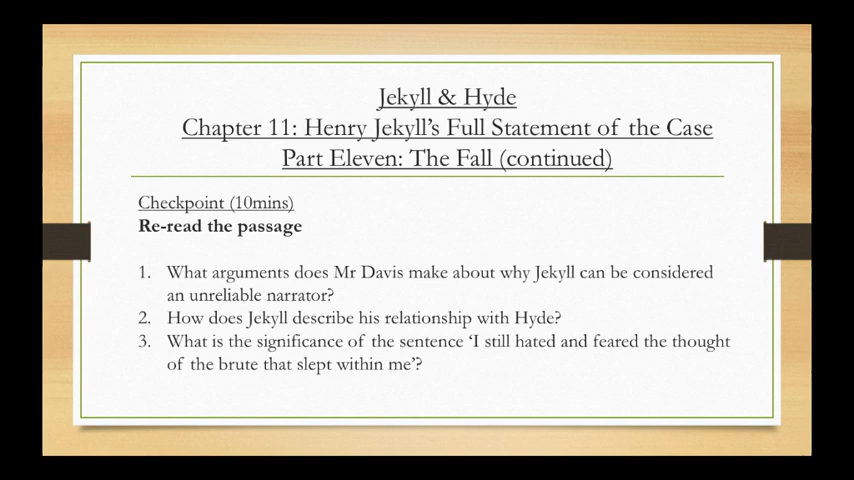 Jekyll & Hyde
Chapter 11: Henry Jekyll’s Full Statement of the Case
Part Eleven: The Fall (continued)
Checkpoint (10mins)
Re-read the passage
1. What arguments does Mr Davis make about why Jekyll can be considered
an unreliable narrator?
2. How does Jekyll describe his relationship with Hyde?
3. What is the significance of the sentence ‘I still hated and feared the thought
of the brute that slept within me’?